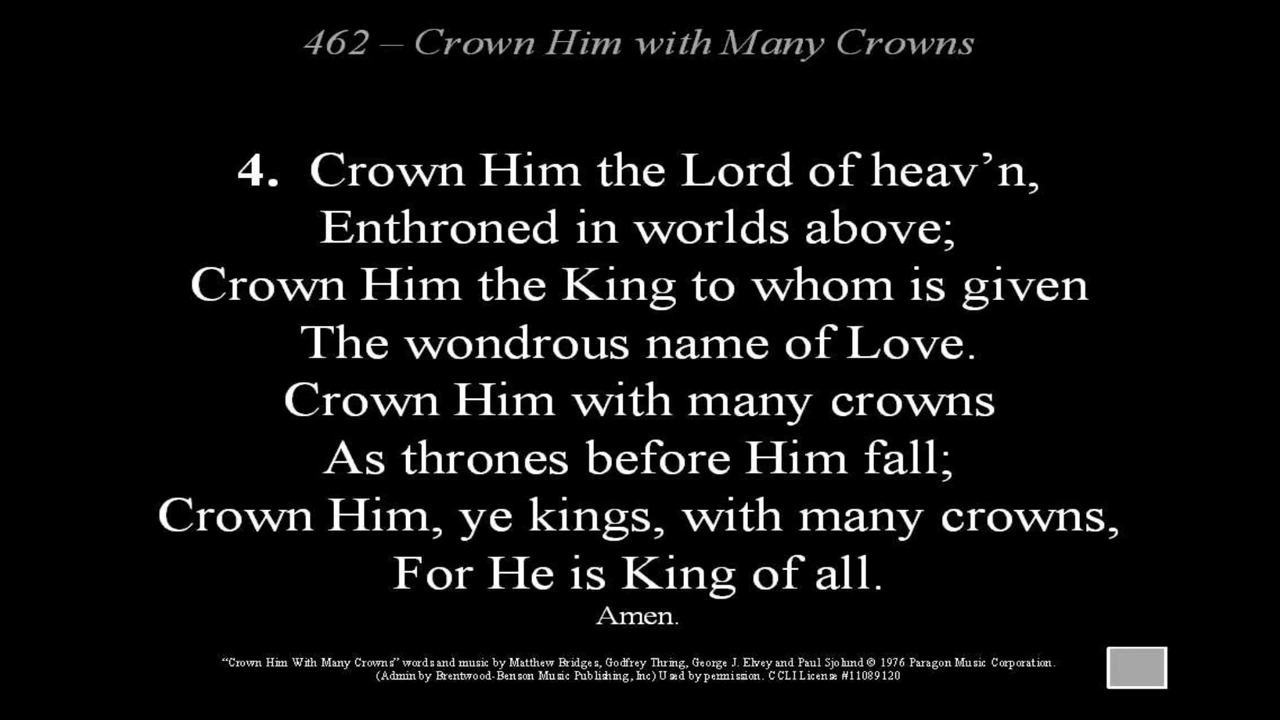 462 – Crown Him with Many Crowns
4. Crown Him the Lord of heav’n,
Enthroned in worlds above;
Crown Him the King to whom is given
The wondrous name of Love.
Crown Him with many crowns
As thrones before Him fall;
Crown Him, ye kings, with many crowns,
For He is King of all.
Amen.
“Crown Him With Many Crowns” words and music by Matthew Bridges, Godfrey Thring, George J. Elvey and Paul Sjolund © 1976 Paragon Music Corporation.
(Admin by Brentwood-Benson Music Publishing, Inc) Used by permission. CCLI License #11089120